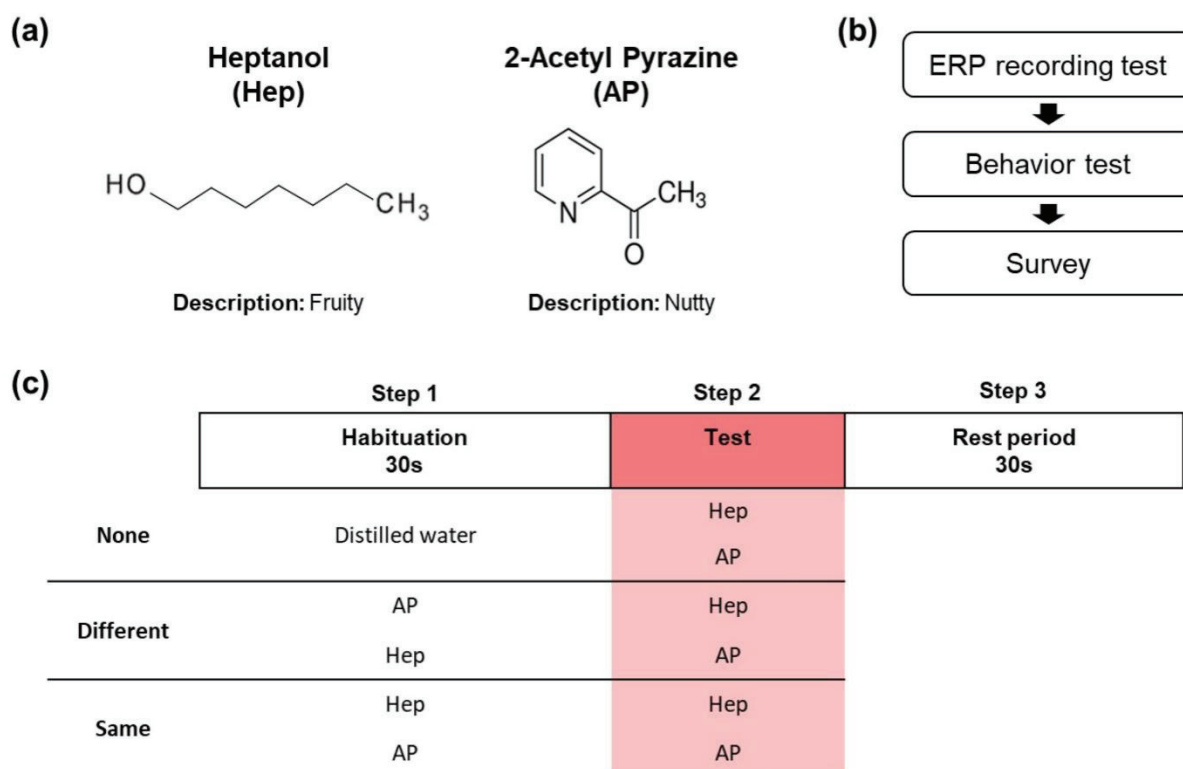 (a)
Heptanol
(Hep)
HO
CH3
Description: Fruity
2-Acetyl Pyrazine
(AP)
N
CH3
O
Description: Nutty
(b)
ERP recording test
Behavior test
Survey
(c)
Step 1 Step 2 Step 3
Habituation
30s
Test
Rest period
30s
None Distilled water Hep
AP
Different AP Hep
Hep AP
Same Hep Hep
AP AP